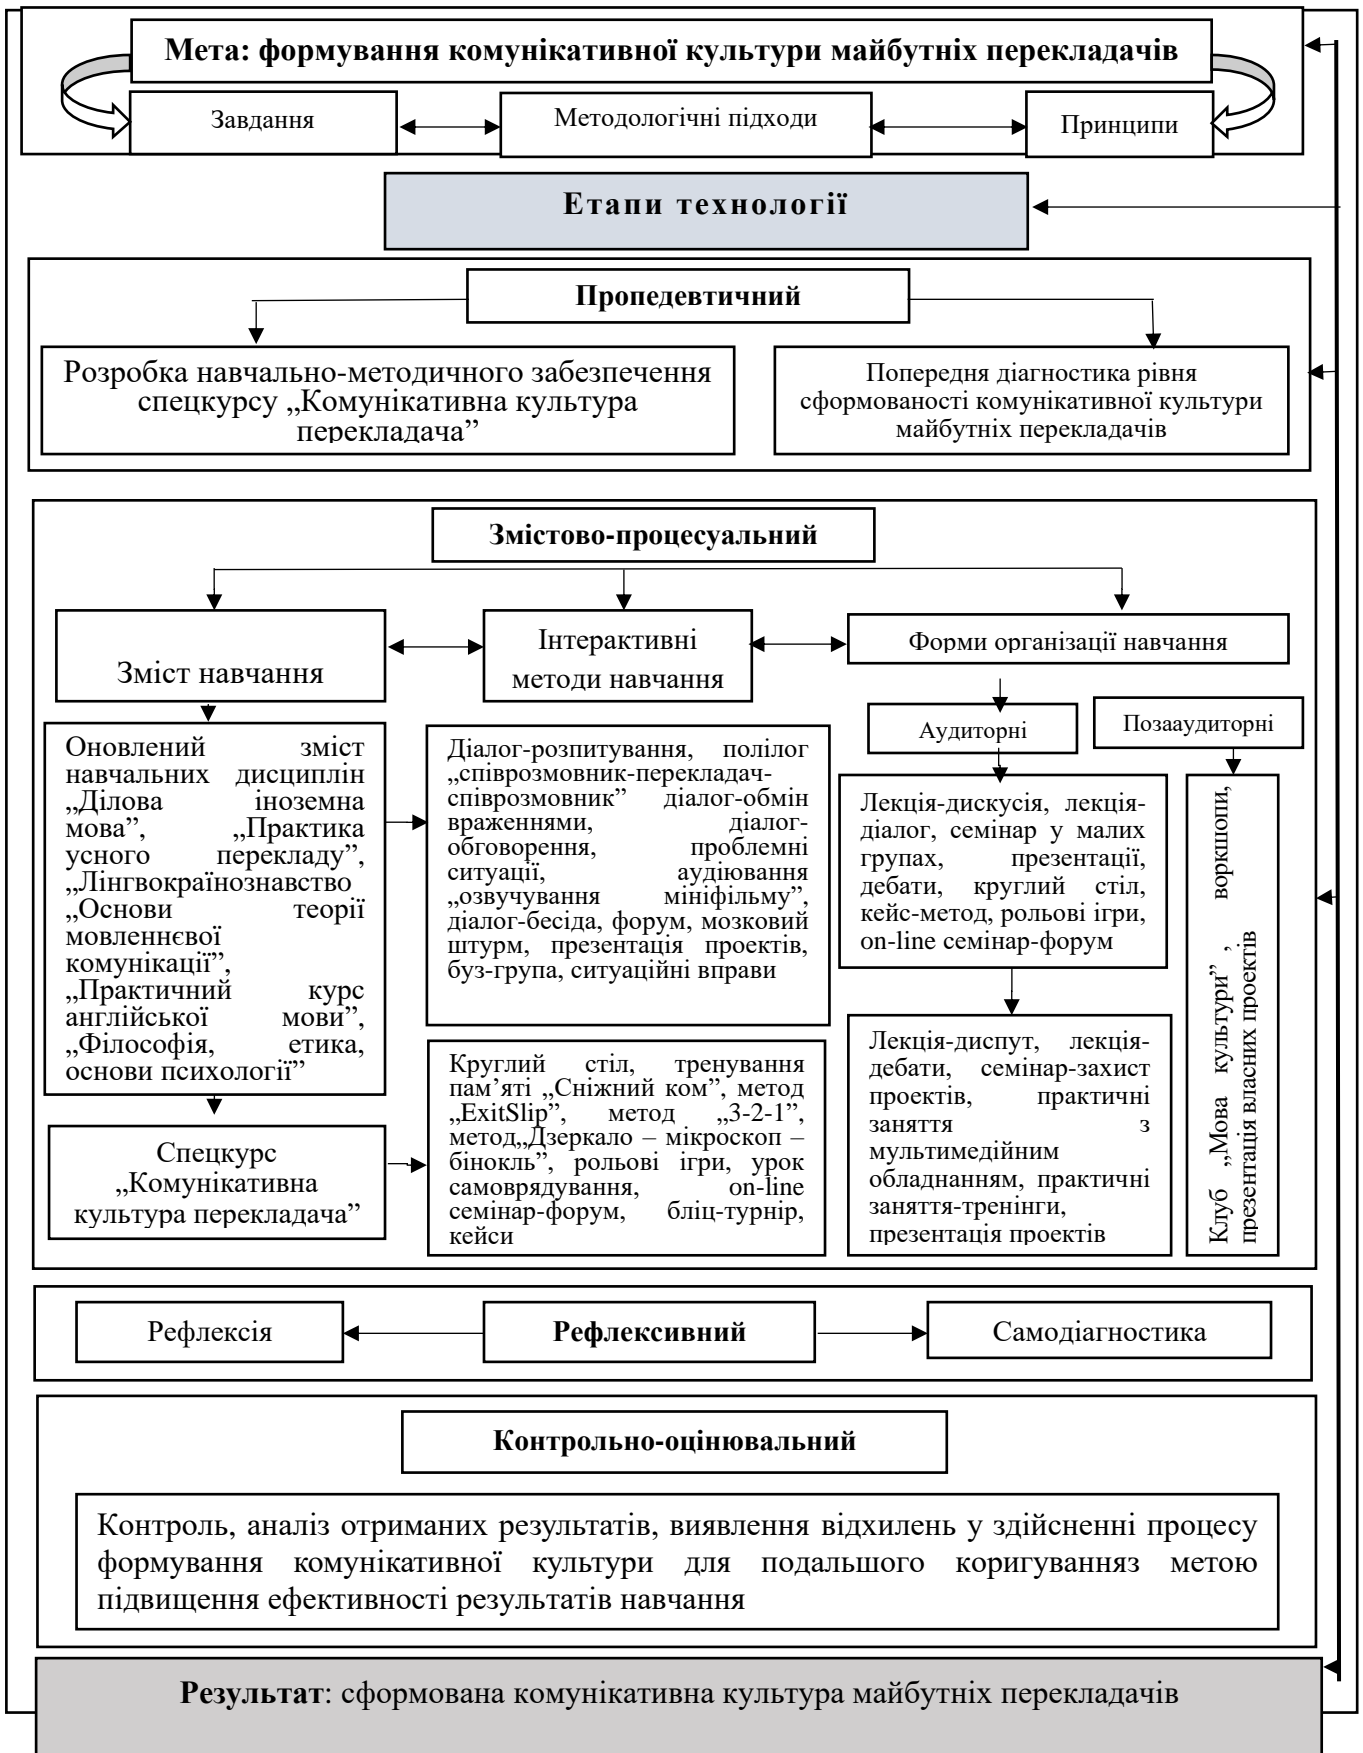 Мета: формування комунікативної культури майбутніх перекладачів
Завдання
Методологічні підходи
Принципи
Етапи технології
Пропедевтичний
Розробка навчально-методичного забезпечення
спецкурсу „Комунікативна культура
перекладача”
Попередня діагностика рівня
сформованості комунікативної культури
майбутніх перекладачів
Змістово-процесуальний
Зміст навчання
Інтерактивні
методи навчання
Форми організації навчання
Аудиторні
Позааудиторні
Оновлений зміст
навчальних дисциплін
„Ділова іноземна
мова”, „Практика
усного перекладу”,
„Лінгвокраїнознавство
„Основи теорії
мовленнєвої
комунікації”,
„Практичний курс
англійської мови”,
„Філософія, етика,
основи психології”
Діалог-розпитування, полілог
„співрозмовник-перекладач-
співрозмовник” діалог-обмін
враженнями, діалог-
обговорення, проблемні
ситуації, аудіювання
„озвучування мініфільму”,
діалог-бесіда, форум, мозковий
штурм, презентація проектів,
буз-група, ситуаційні вправи
Лекція-дискусія, лекція-
діалог, семінар у малих
групах, презентації,
дебати, круглий стіл,
кейс-метод, рольові ігри,
on-line семінар-форум
Клуб „Мова культури” , воркшопи,
презентація власних проектів
Спецкурс
„Комунікативна
культура перекладача”
Круглий стіл, тренування
пам’яті „Сніжний ком”, метод
„ExitSlip”, метод „3-2-1”,
метод„Дзеркало – мікроскоп –
бінокль”, рольові ігри, урок
самоврядування, on-line
семінар-форум, бліц-турнір,
кейси
Лекція-диспут, лекція-
дебати, семінар-захист
проектів, практичні
заняття з
мультимедійним
обладнанням, практичні
заняття-тренінги,
презентація проектів
Рефлексія
Рефлексивний
Самодіагностика
Контрольно-оцінювальний
Контроль, аналіз отриманих результатів, виявлення відхилень у здійсненні процесу
формування комунікативної культури для подальшого коригуванняз метою
підвищення ефективності результатів навчання
Результат: сформована комунікативна культура майбутніх перекладачів